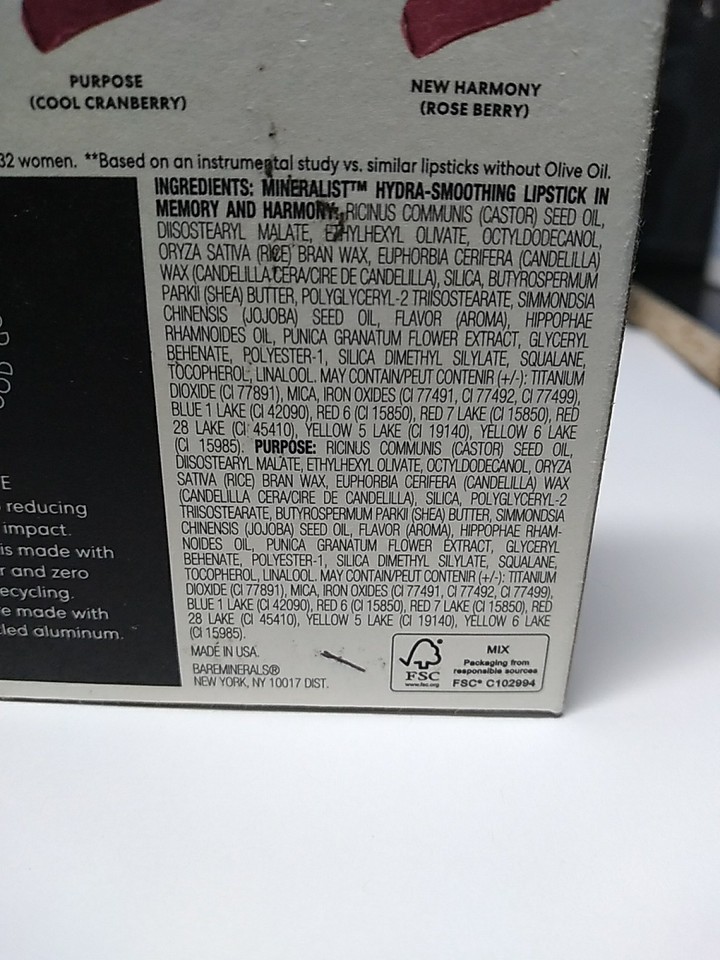 PURPOSE
(COOL CRANBERRY)
NEW HARMONY
(ROSE BERRY)
32 women. **Based on an instrumental study vs. similar lipsticks without Olive Oil.
INGREDIENTS: MINERALIST™ HYDRA-SMOOTHING LIPSTICK IN
MEMORY AND HARMONY: RICINUS COMMUNIS (CASTOR) SEED OIL,
DIISOSTEARYL MALATE, ETHYLHEXYL OLIVATE, OCTYLDODECANOL,
ORYZA SATIVA (RICE) BRAN WAX, EUPHORBIA CERIFERA (CANDELILLA)
WAX (CANDELILLA CERA/CIRE DE CANDELILLA), SILICA, BUTYROSPERMUM
PARKII (SHEA) BUTTER, POLYGLYCERYL-2 TRIISOSTEARATE, SIMMONDSIA
CHINENSIS (JOJOBA) SEED OIL, FLAVOR (AROMA), HIPPOPHAE
RHAMNOIDES OIL, PUNICA GRANATUM FLOWER EXTRACT, GLYCERYL
BEHENATE, POLYESTER-1, SILICA DIMETHYL SILYLATE, SQUALANE,
TOCOPHEROL, LINALOOL. MAY CONTAIN/PEUT CONTENIR (+/-): TITANIUM
DIOXIDE (CI 77891), MICA, IRON OXIDES (CI 77491, CI 77492, CI 77499),
BLUE 1 LAKE (CI 42090), RED 6 (CI 15850), RED 7 LAKE (CI 15850), RED
28 LAKE (CI 45410), YELLOW 5 LAKE (CI 19140), YELLOW 6 LAKE
(CI 15985). PURPOSE: RICINUS COMMUNIS (CASTOR) SEED OIL,
DIISOSTEARYL MALATE, ETHYLHEXYL OLIVATE, OCTYLDODECANOL, ORYZA
SATIVA (RICE) BRAN WAX, EUPHORBIA CERIFERA (CANDELILLA) WAX
(CANDELILLA CERA/CIRE DE CANDELILLA), SILICA, POLYGLYCERYL-2
TRIISOSTEARATE, BUTYROSPERMUM PARKII (SHEA) BUTTER, SIMMONDSIA
CHINENSIS (JOJOBA) SEED OIL, FLAVOR (AROMA), HIPPOPHAE RHAM-
NOIDES OIL, PUNICA GRANATUM FLOWER EXTRACT, GLYCERYL
BEHENATE, POLYESTER-1, SILICA DIMETHYL SILYLATE, SQUALANE,
TOCOPHEROL, LINALOOL. MAY CONTAIN/PEUT CONTENIR (+/-): TITANIUM
DIOXIDE (CI 77891), MICA, IRON OXIDES (CI 77491, CI 77492, CI 77499),
BLUE 1 LAKE (CI 42090), RED 6 (CI 15850), RED 7 LAKE (CI 15850), RED
28 LAKE (CI 45410), YELLOW 5 LAKE (CI 19140), YELLOW 6 LAKE
(CI 15985).
MADE IN USA.
BAREMINERALS®
NEW YORK, NY 10017 DIST.
FSC
www.fsc.org
MIX
Packaging from
responsible sources
FSC® C102994
E
reducing
impact.
is made with
r and zero
ecycling.
e made with
led aluminum.